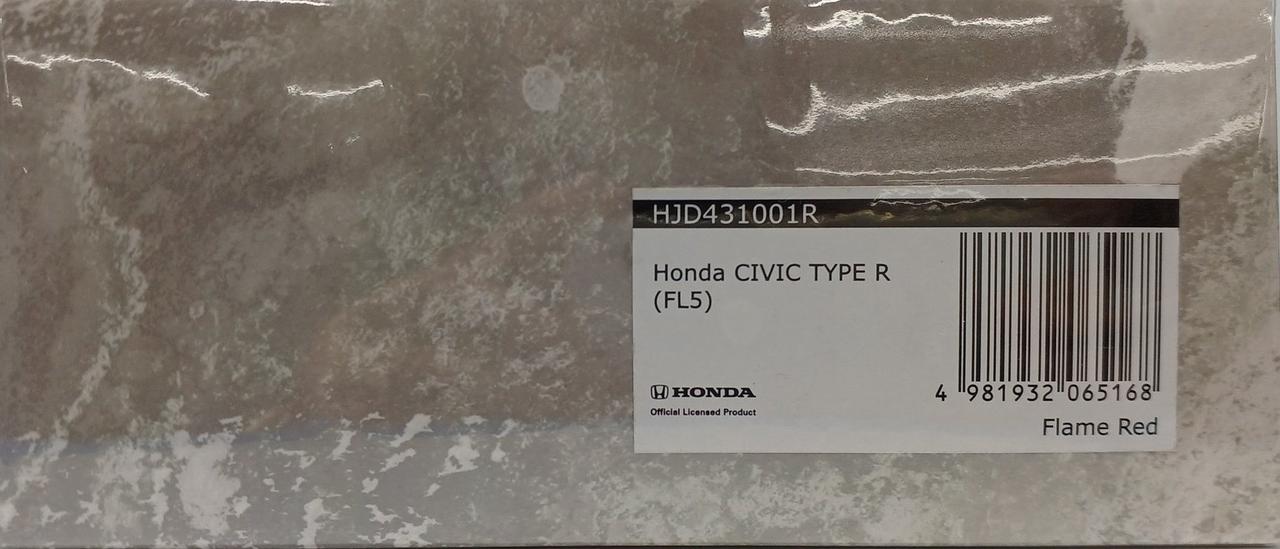 HJD431001R
Honda CIVIC TYPE R
(FL5)
HONDA
Official Licensed Product
4 981932 065168
Flame Red